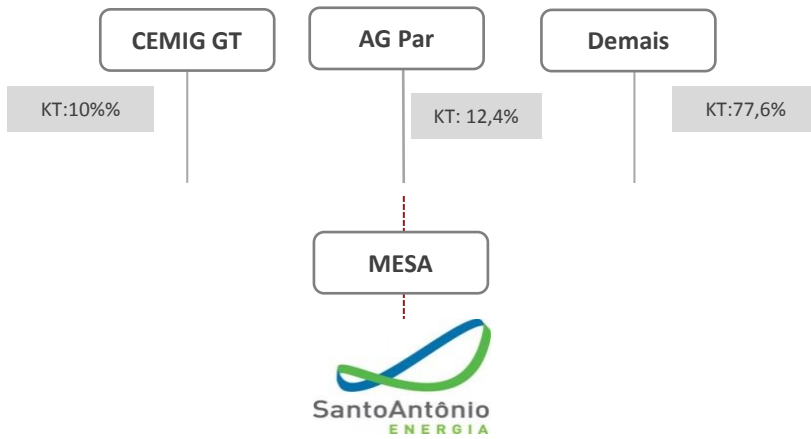 CEMIG GT
AG Par
Demais
KT:10%%
KT: 12,4%
KT:77,6%
MESA
SantoAntônio
ENERGIA